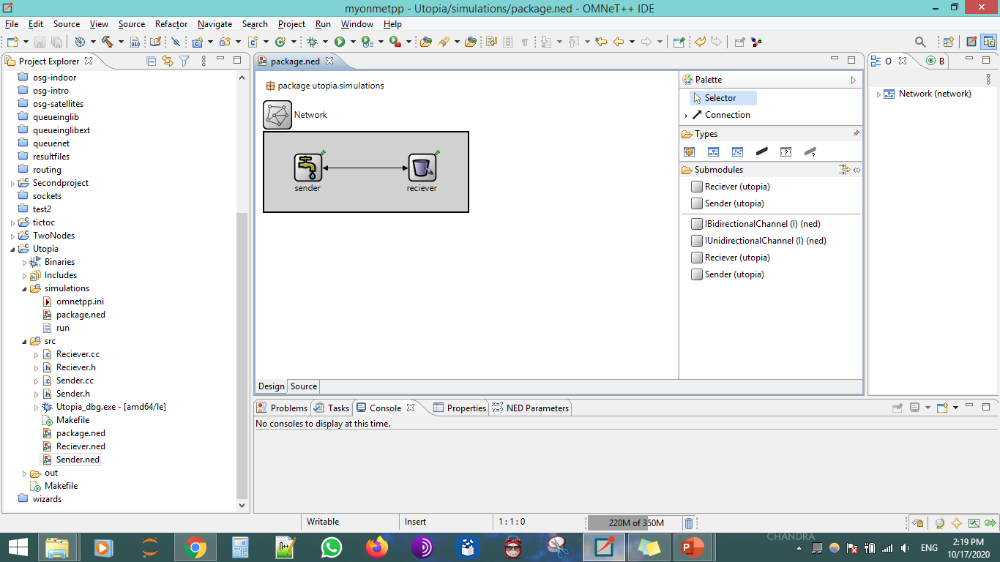 myonmetpp - Utopia/simulations/package.ned - OMNeT++ IDE
File Edit Source View Source Refactor Navigate Search Project Run Window Help
Project Explorer
osg-indoor
osg-intro
osg-satellites
queueinglib
queueinglibext
queuenet
resultfiles
routing
Secondproject
sockets
test2
tictoc
TwoNodes
Utopia
Binaries
Includes
simulations
omnetpp.ini
package.ned
run
src
Reciever.cc
Reciever.h
Sender.cc
Sender.h
Utopia_dbg.exe - [amd64/le]
Makefile
package.ned
Reciever.ned
Sender.ned
out
Makefile
wizards
package.ned
package utopia.simulations
Network
sender
reciever
Design Source
Palette
Selector
Connection
Types
Submodules
Reciever (utopia)
Sender (utopia)
IBidirectionalChannel (I) (ned)
IUnidirectionalChannel (I) (ned)
Reciever (utopia)
Sender (utopia)
O B
Network (network)
Problems Tasks Console Properties NED Parameters
No consoles to display at this time.
Writable Insert 1 : 1 : 0 220M of 350M
CHANDRA
ENG
2:19 PM
10/17/2020